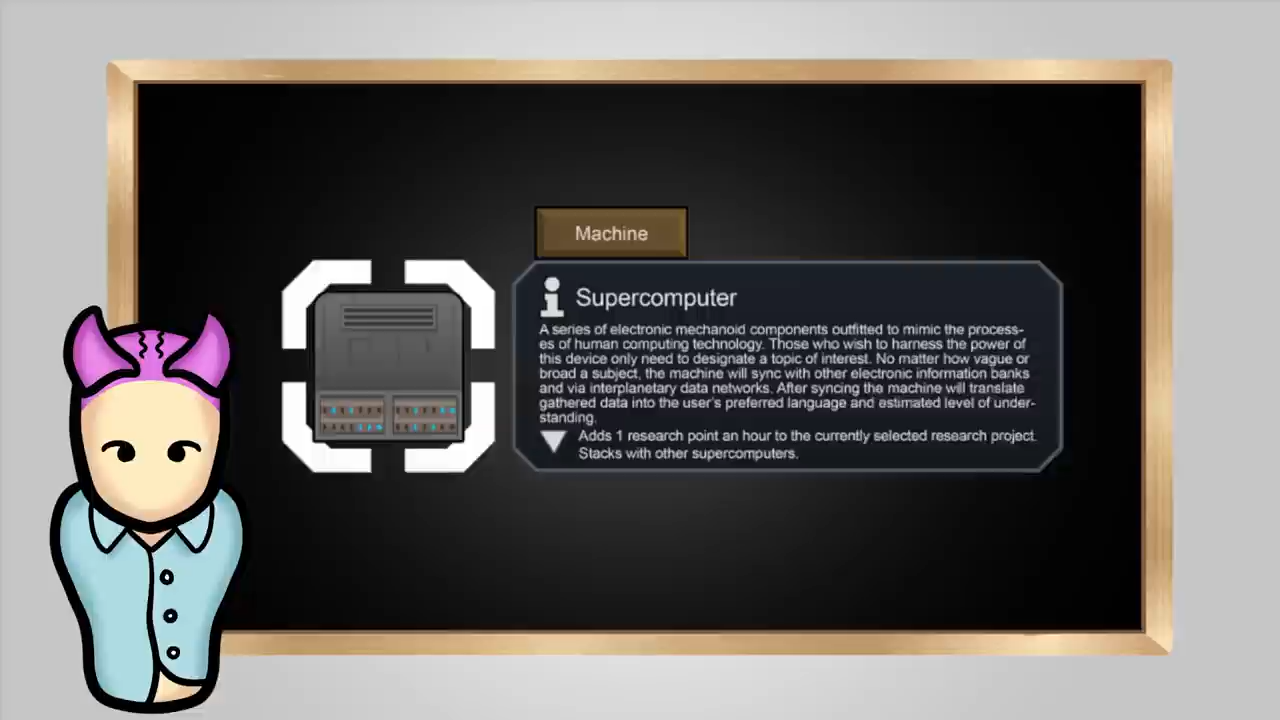 Machine
Supercomputer
A series of electronic mechanoid components outfitted to mimic the process-
es of human computing technology. Those who wish to harness the power of
this device only need to designate a topic of interest. No matter how vague or
broad a subject, the machine will sync with other electronic information banks
and via interplanetary data networks. After syncing the machine will translate
gathered data into the user's preferred language and estimated level of under-
standing.
Adds 1 research point an hour to the currently selected research project.
Stacks with other supercomputers.